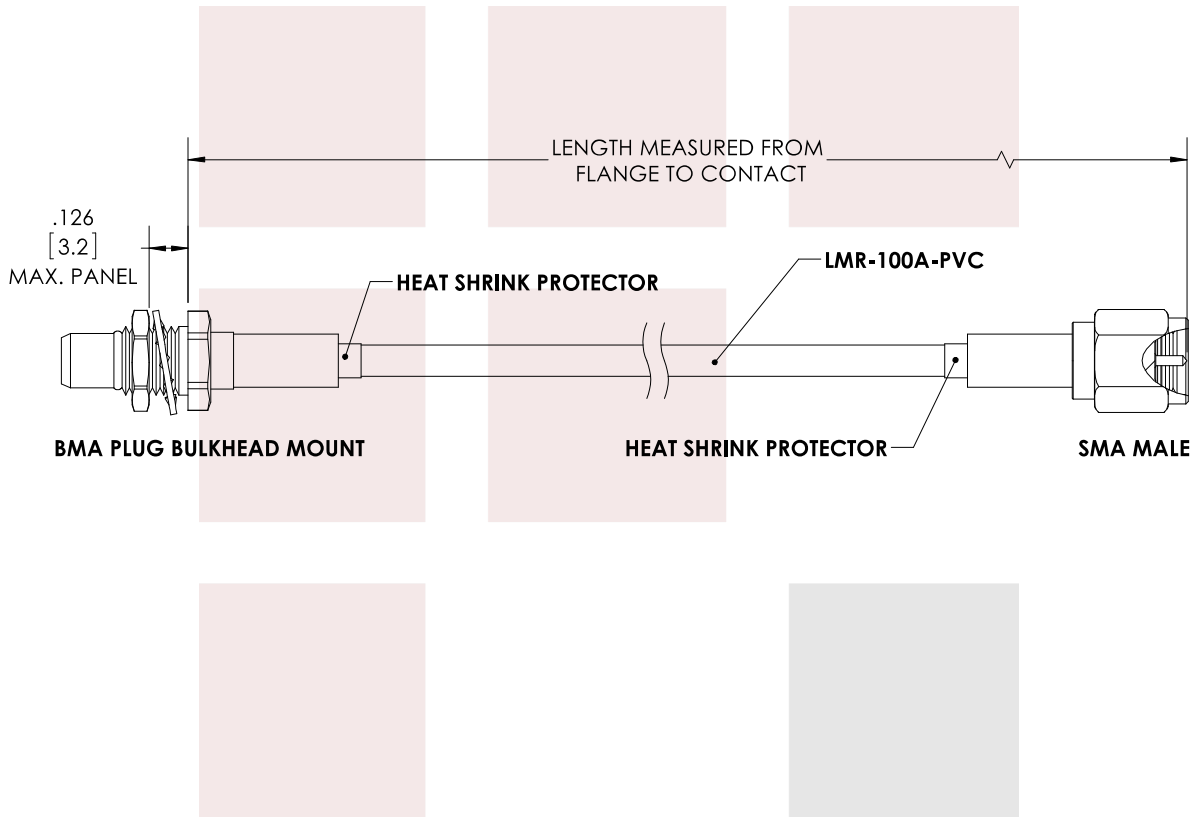 LENGTH MEASURED FROM
FLANGE TO CONTACT
.126
[3.2]
MAX. PANEL
LMR-100A-PVC
HEAT SHRINK PROTECTOR
BMA PLUG BULKHEAD MOUNT
HEAT SHRINK PROTECTOR
SMA MALE